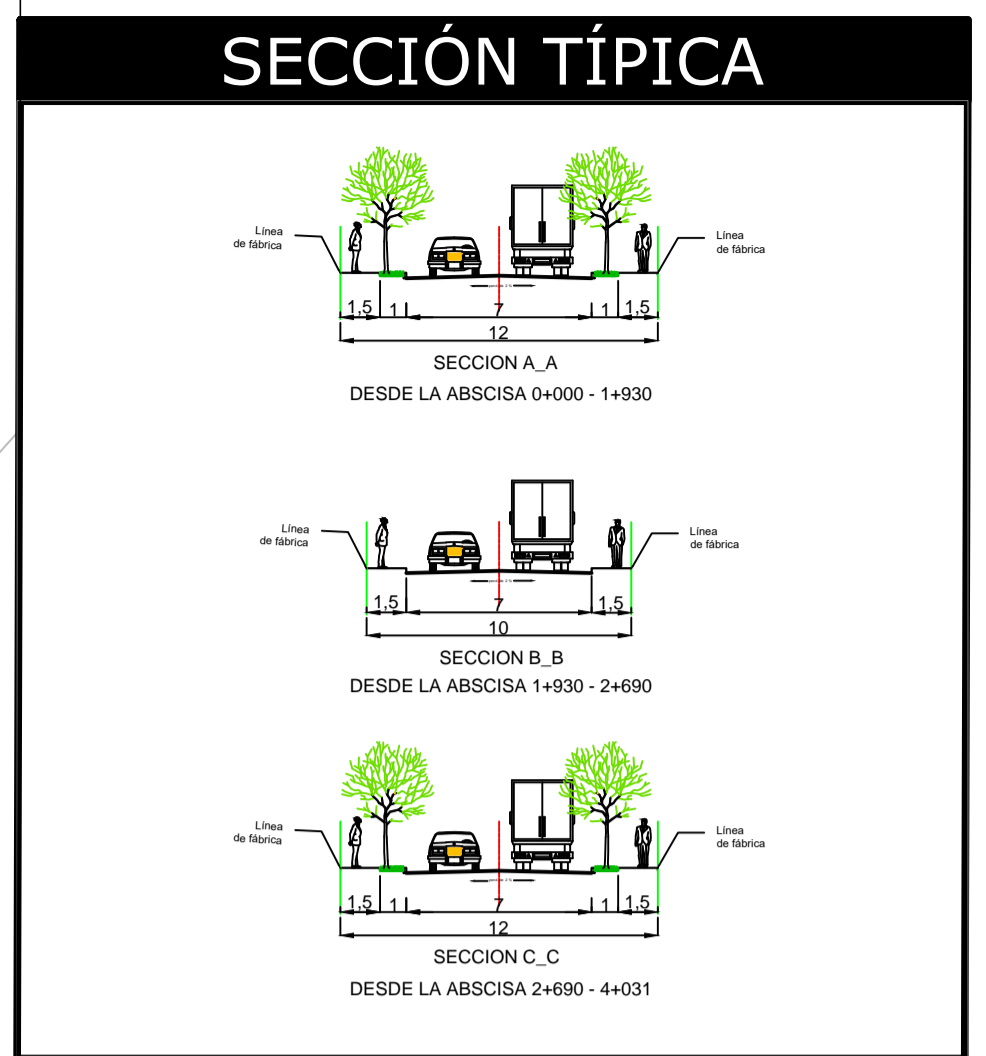 SECCIÓN TÍPICA
Línea
de fábrica
Línea
de fábrica
1,5 1 7 1 1,5
12
SECCION A_A
DESDE LA ABSCISA 0+000 - 1+930
Línea
de fábrica
Línea
de fábrica
1,5 7 1,5
10
SECCION B_B
DESDE LA ABSCISA 1+930 - 2+690
Línea
de fábrica
Línea
de fábrica
1,5 1 7 1 1,5
12
SECCION C_C
DESDE LA ABSCISA 2+690 - 4+031